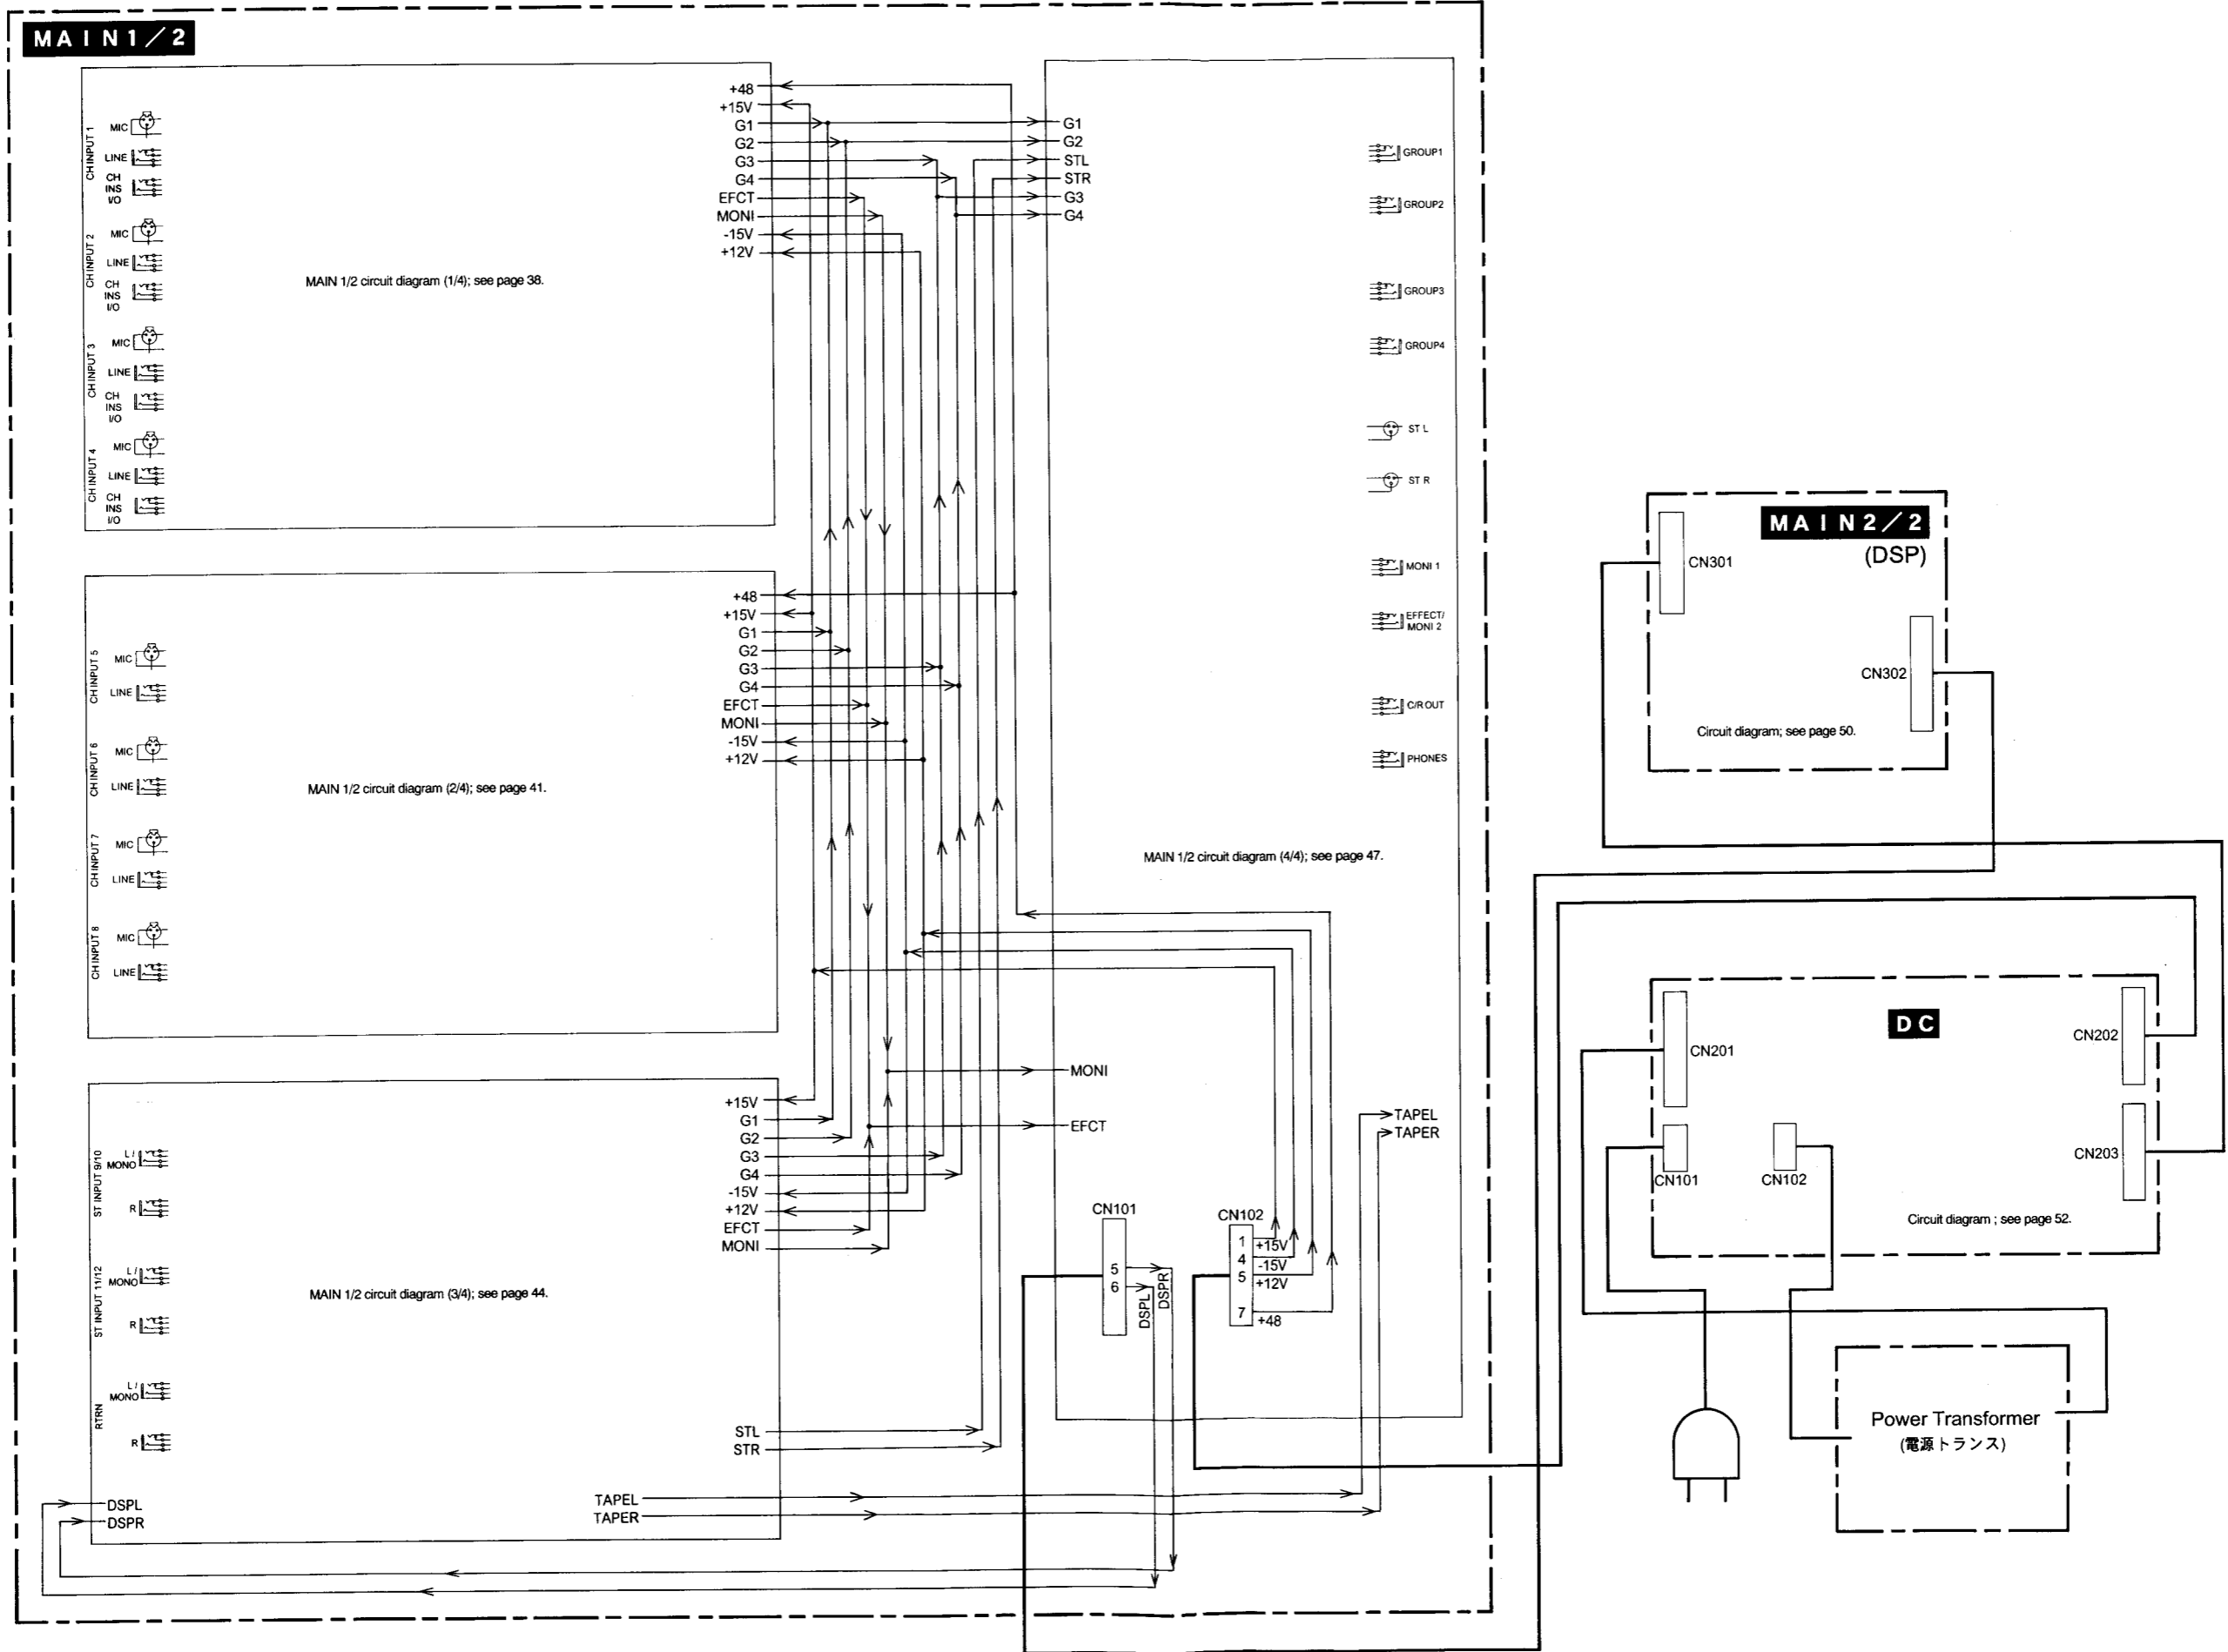 MAIN1/2
CH INPUT 1
MIC
LINE
CH
INS
I/O
CH INPUT 2
MIC
LINE
CH
INS
I/O
CH INPUT 3
MIC
LINE
CH
INS
I/O
CH INPUT 4
MIC
LINE
CH
INS
I/O
MAIN 1/2 circuit diagram (1/4); see page 38.
+48
+15V
G1
G2
G3
G4
EFCT
MONI
-15V
+12V
CH INPUT 5
MIC
LINE
CH INPUT 6
MIC
LINE
CH INPUT 7
MIC
LINE
CH INPUT 8
MIC
LINE
MAIN 1/2 circuit diagram (2/4); see page 41.
+48
+15V
G1
G2
G3
G4
EFCT
MONI
-15V
+12V
ST INPUT 9/10
L/
MONO
R
ST INPUT 11/12
L/
MONO
R
RTRN
L/
MONO
R
MAIN 1/2 circuit diagram (3/4); see page 44.
+15V
G1
G2
G3
G4
-15V
+12V
EFCT
MONI
STL
STR
TAPEL
TAPER
DSPL
DSPR
G1
G2
STL
STR
G3
G4
GROUP1
GROUP2
GROUP3
GROUP4
ST L
ST R
MONI 1
EFFECT/
MONI 2
C/R OUT
PHONES
MAIN 1/2 circuit diagram (4/4); see page 47.
MONI
EFCT
TAPEL
TAPER
CN101
5
6
DSPL
DSPR
CN102
1
+15V
4
-15V
5
+12V
7
+48
MAIN2/2
(DSP)
CN301
CN302
Circuit diagram; see page 50.
DC
CN201
CN202
CN101
CN102
CN203
Circuit diagram ; see page 52.
Power Transformer
(電源トランス)